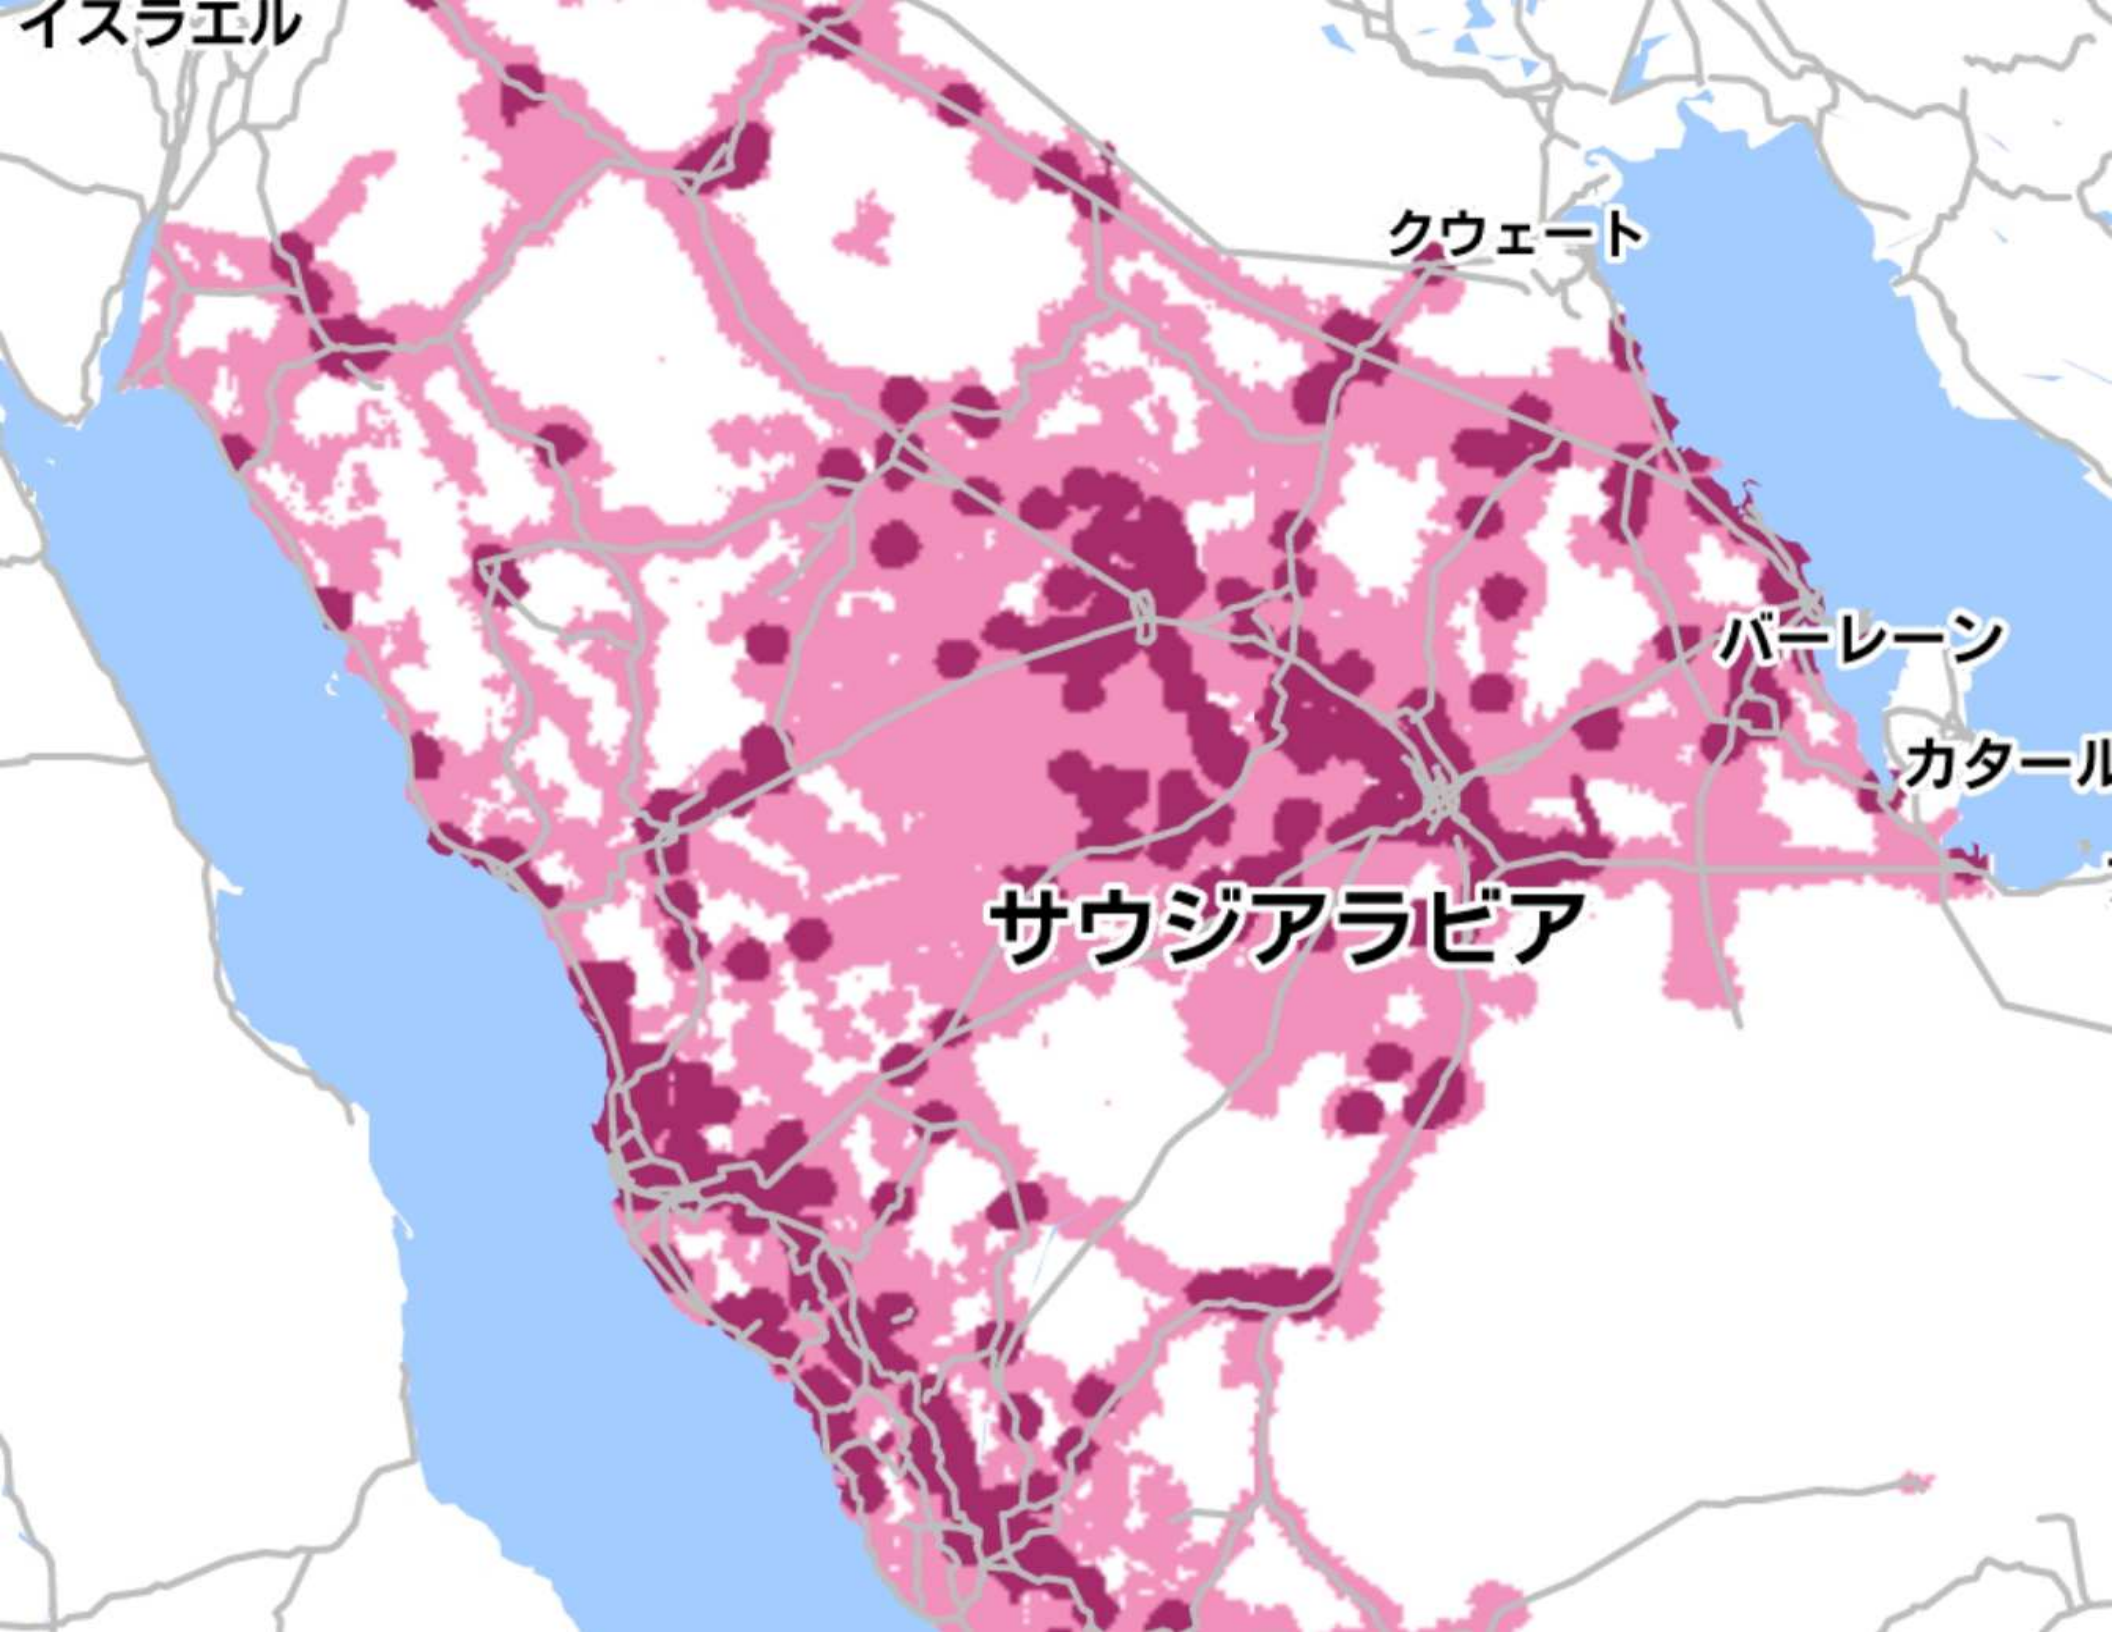 イスラエル
クウェート
バーレーン
カタール
サウジアラビア